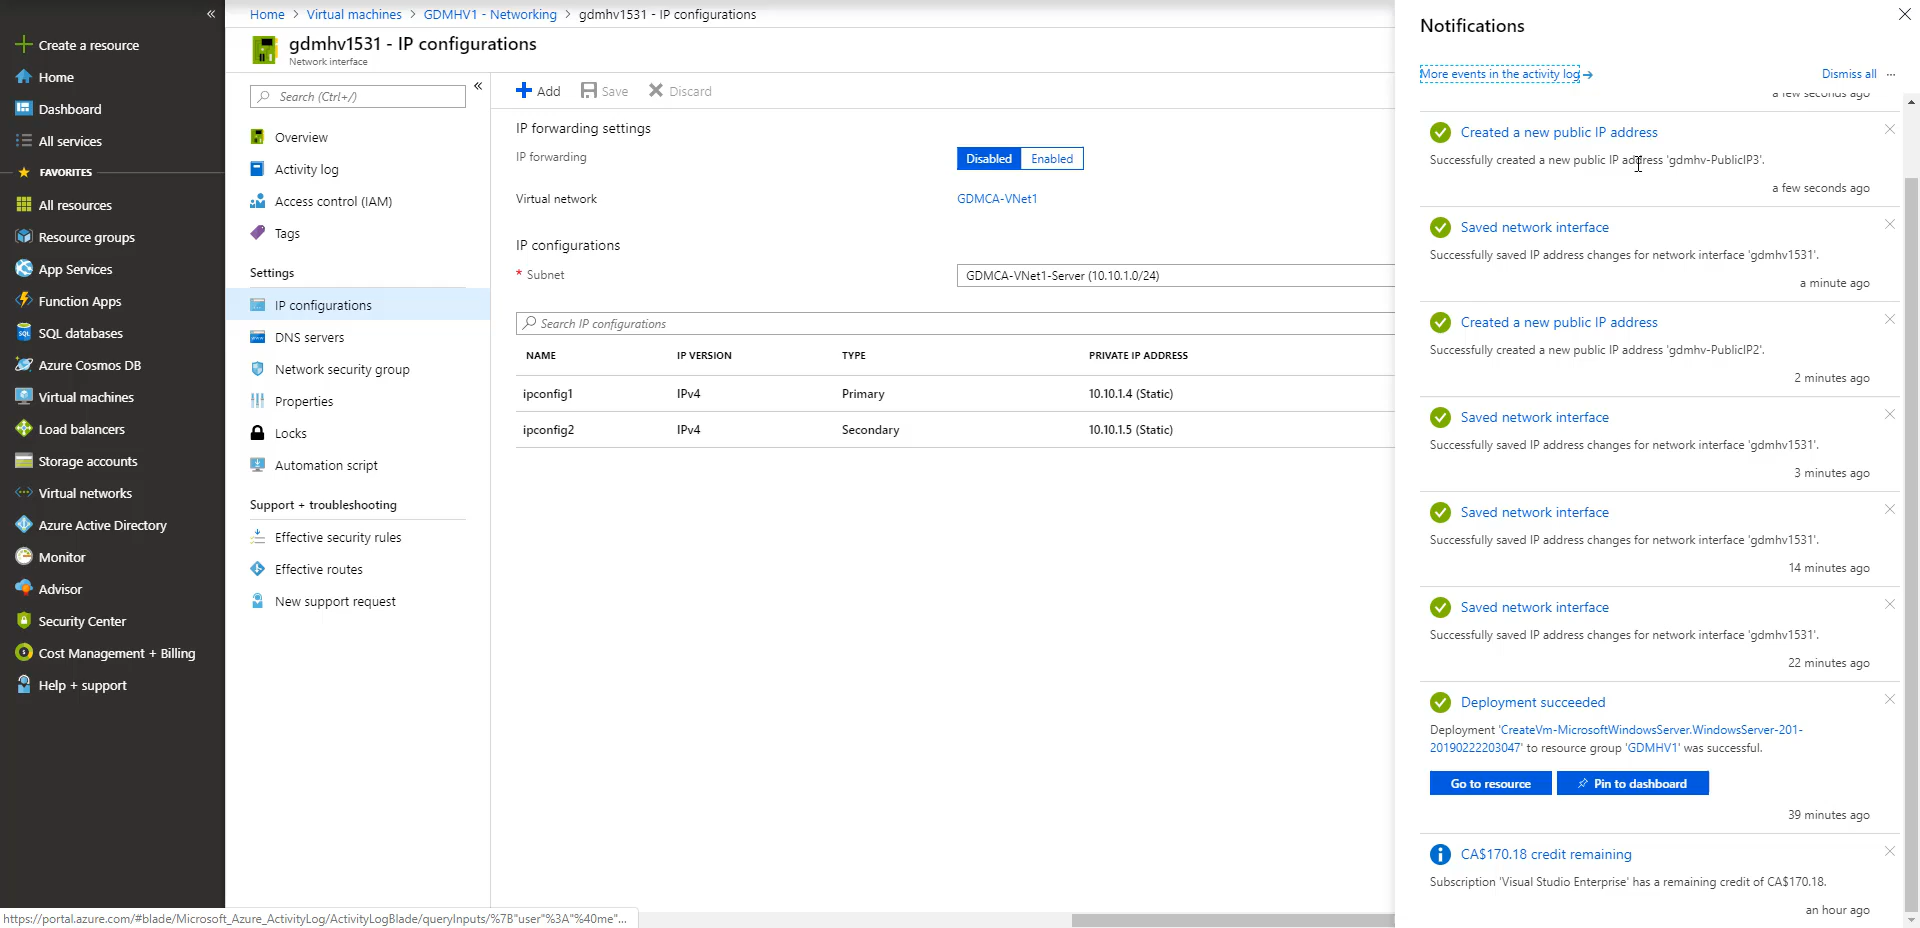 «
Create a resource
Home
Dashboard
All services
FAVORITES
All resources
Resource groups
App Services
Function Apps
SQL databases
Azure Cosmos DB
Virtual machines
Load balancers
Storage accounts
Virtual networks
Azure Active Directory
Monitor
Advisor
Security Center
Cost Management + Billing
Help + support
Home > Virtual machines > GDMHV1 - Networking > gdmhv1531 - IP configurations
gdmhv1531 - IP configurations
Network interface
Search (Ctrl+/)
«
Overview
Activity log
Access control (IAM)
Tags
Settings
IP configurations
DNS servers
Network security group
Properties
Locks
Automation script
Support + troubleshooting
Effective security rules
Effective routes
New support request
Add Save Discard
IP forwarding settings
IP forwarding Disabled Enabled
Virtual network GDMCA-VNet1
IP configurations
* Subnet GDMCA-VNet1-Server (10.10.1.0/24)
Search IP configurations
NAME IP VERSION TYPE PRIVATE IP ADDRESS
ipconfig1 IPv4 Primary 10.10.1.4 (Static)
ipconfig2 IPv4 Secondary 10.10.1.5 (Static)
Notifications
More events in the activity log → Dismiss all ...
a few seconds ago
Created a new public IP address
Successfully created a new public IP address 'gdmhv-PublicIP3'.
a few seconds ago
Saved network interface
Successfully saved IP address changes for network interface 'gdmhv1531'.
a minute ago
Created a new public IP address
Successfully created a new public IP address 'gdmhv-PublicIP2'.
2 minutes ago
Saved network interface
Successfully saved IP address changes for network interface 'gdmhv1531'.
3 minutes ago
Saved network interface
Successfully saved IP address changes for network interface 'gdmhv1531'.
14 minutes ago
Saved network interface
Successfully saved IP address changes for network interface 'gdmhv1531'.
22 minutes ago
Deployment succeeded
Deployment 'CreateVm-MicrosoftWindowsServer.WindowsServer-201-
20190222203047' to resource group 'GDMHV1' was successful.
Go to resource Pin to dashboard
39 minutes ago
CA$170.18 credit remaining
Subscription 'Visual Studio Enterprise' has a remaining credit of CA$170.18.
an hour ago
https://portal.azure.com/#blade/Microsoft_Azure_ActivityLog/ActivityLogBlade/queryInputs/%7B"user"%3A"%40me"...